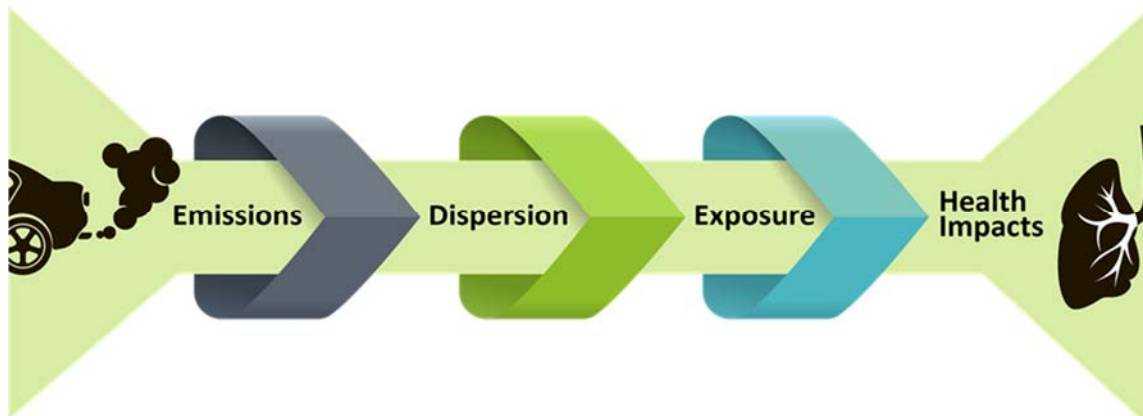 Emissions
Dispersion
Exposure
Health
Impacts